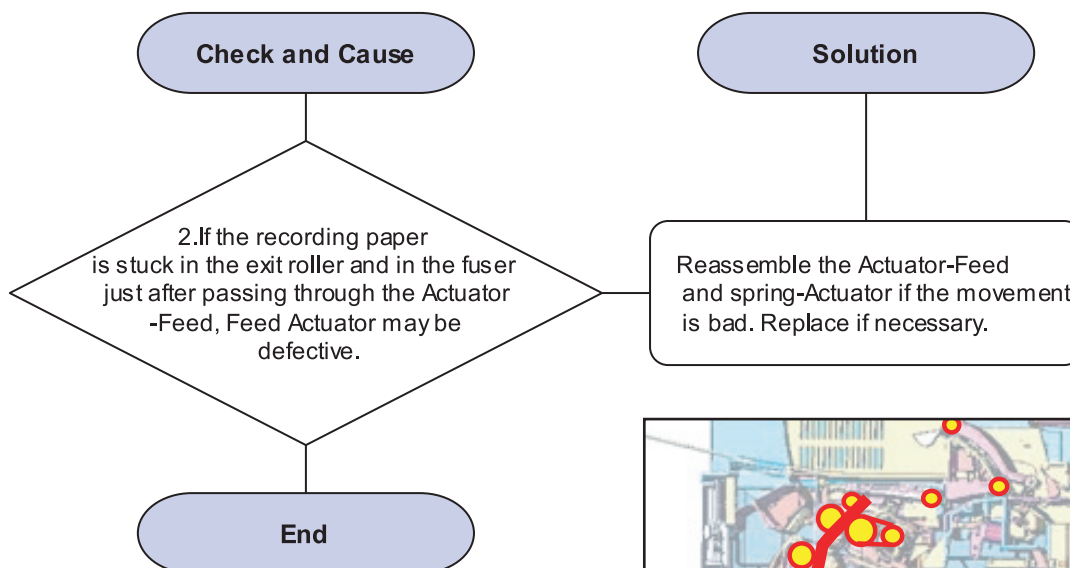 Check and Cause
Solution
2.If the recording paper
is stuck in the exit roller and in the fuser
just after passing through the Actuator
-Feed, Feed Actuator may be
defective.
Reassemble the Actuator-Feed
and spring-Actuator if the movement
is bad. Replace if necessary.
End